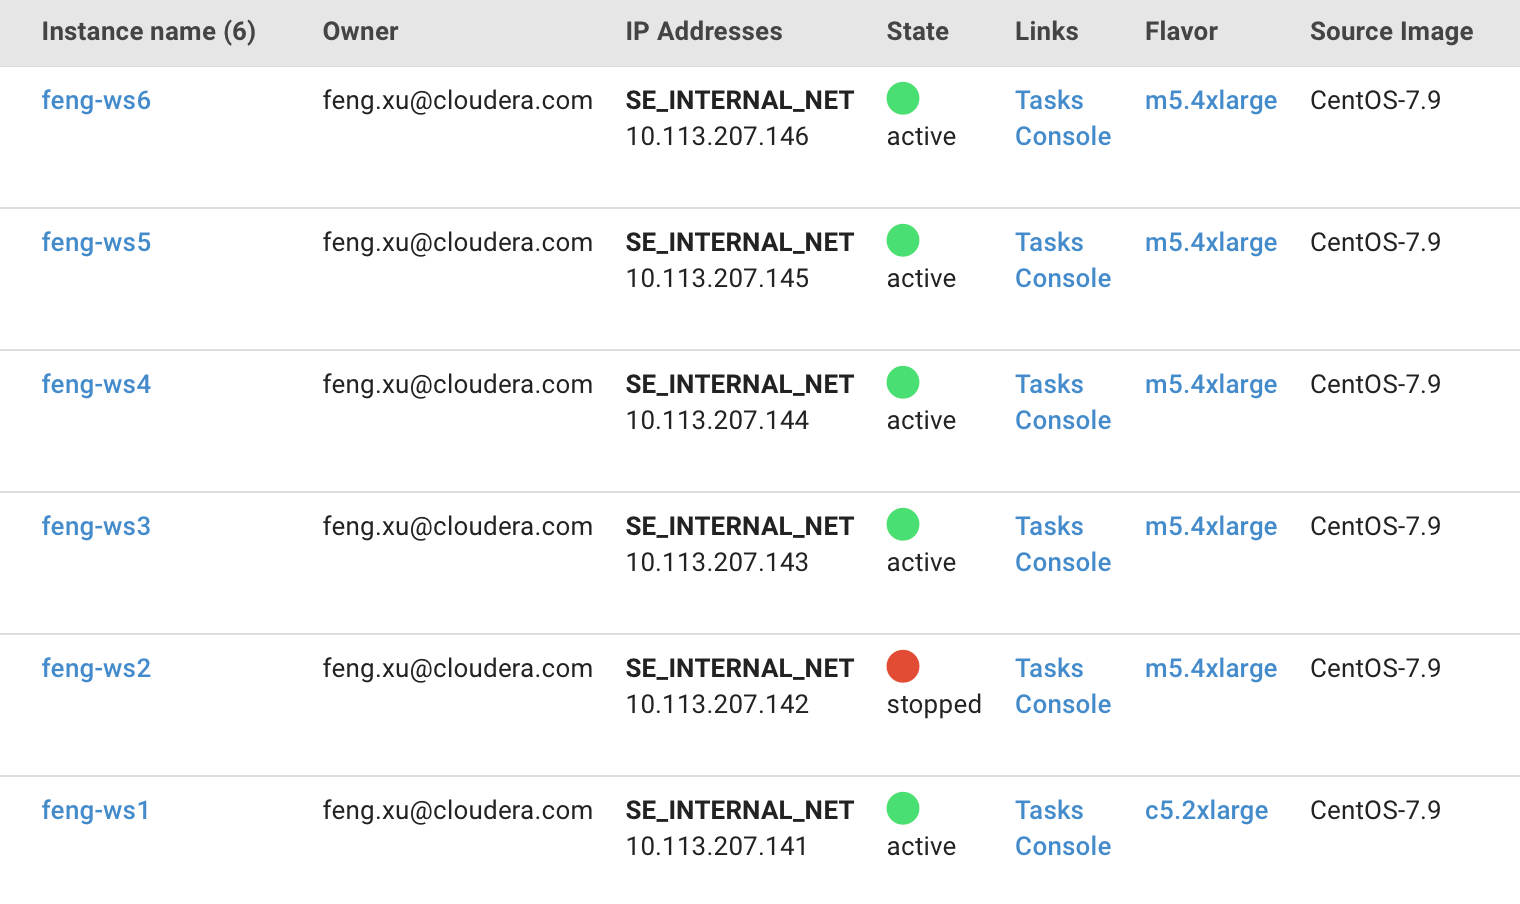 Instance name (6) Owner IP Addresses State Links Flavor Source Image
feng-ws6 feng.xu@cloudera.com SE_INTERNAL_NET Tasks m5.4xlarge CentOS-7.9
10.113.207.146 active Console
feng-ws5 feng.xu@cloudera.com SE_INTERNAL_NET Tasks m5.4xlarge CentOS-7.9
10.113.207.145 active Console
feng-ws4 feng.xu@cloudera.com SE_INTERNAL_NET Tasks m5.4xlarge CentOS-7.9
10.113.207.144 active Console
feng-ws3 feng.xu@cloudera.com SE_INTERNAL_NET Tasks m5.4xlarge CentOS-7.9
10.113.207.143 active Console
feng-ws2 feng.xu@cloudera.com SE_INTERNAL_NET Tasks m5.4xlarge CentOS-7.9
10.113.207.142 stopped Console
feng-ws1 feng.xu@cloudera.com SE_INTERNAL_NET Tasks c5.2xlarge CentOS-7.9
10.113.207.141 active Console